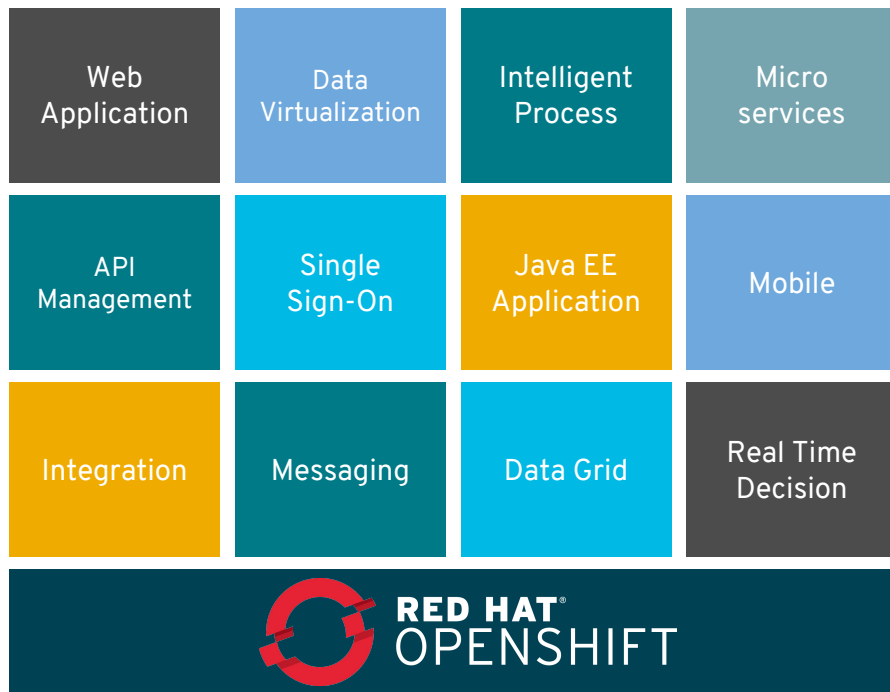 Web
Application
Data
Virtualization
Intelligent
Process
Micro
services
API
Management
Single
Sign-On
Java EE
Application
Mobile
Integration
Messaging
Data Grid
Real Time
Decision
RED HAT®
OPENSHIFT